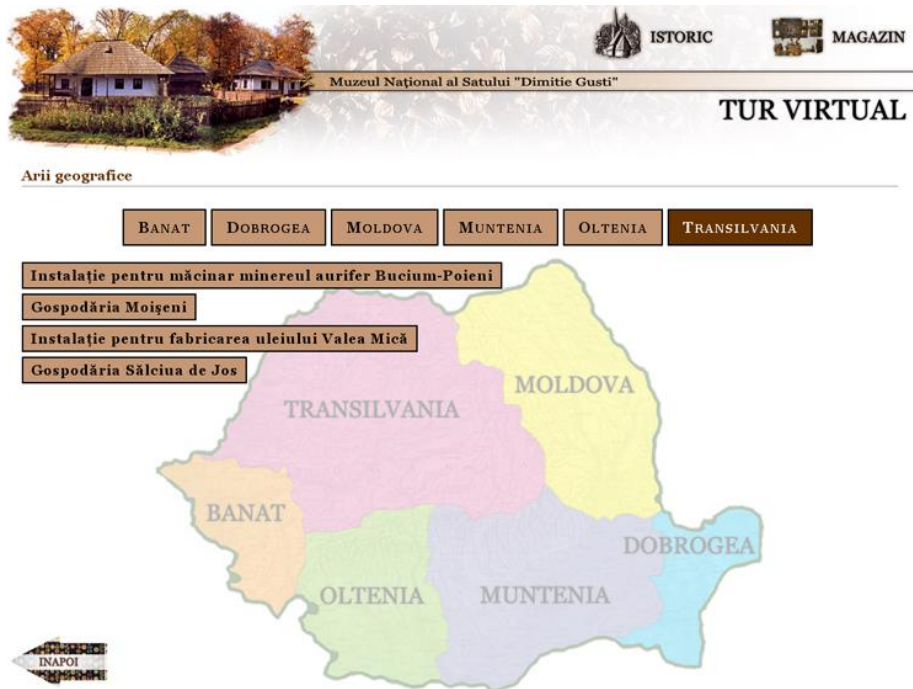 ISTORIC
MAGAZIN
Muzeul Național al Satului "Dimitie Gusti"
TUR VIRTUAL
Arii geografice
BANAT
DOBROGEA
MOLDOVA
MUNTENIA
OLTENIA
TRANSILVANIA
Instalație pentru măcinar minereul aurifer Bucium-Poieni
Gospodăria Moișeni
Instalație pentru fabricarea uleiului Valea Mică
Gospodăria Sălciua de Jos
MOLDOVA
TRANSILVANIA
BANAT
DOBROGEA
OLTENIA
MUNTENIA
INAPOI